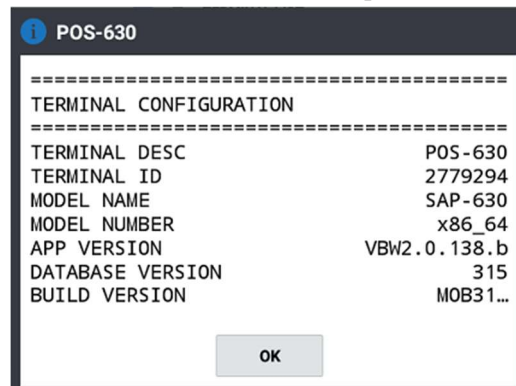 POS-630
========================================
TERMINAL CONFIGURATION
========================================
TERMINAL DESC POS-630
TERMINAL ID 2779294
MODEL NAME SAP-630
MODEL NUMBER x86_64
APP VERSION VBW2.0.138.b
DATABASE VERSION 315
BUILD VERSION MOB31…
OK